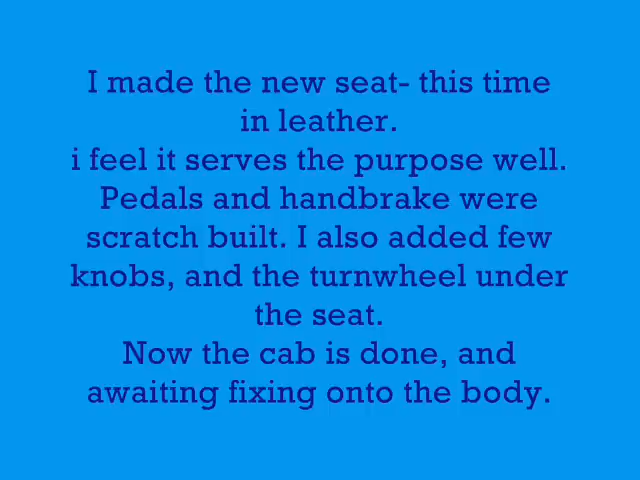 I made the new seat- this time
in leather.
i feel it serves the purpose well.
Pedals and handbrake were
scratch built. I also added few
knobs, and the turnwheel under
the seat.
Now the cab is done, and
awaiting fixing onto the body.